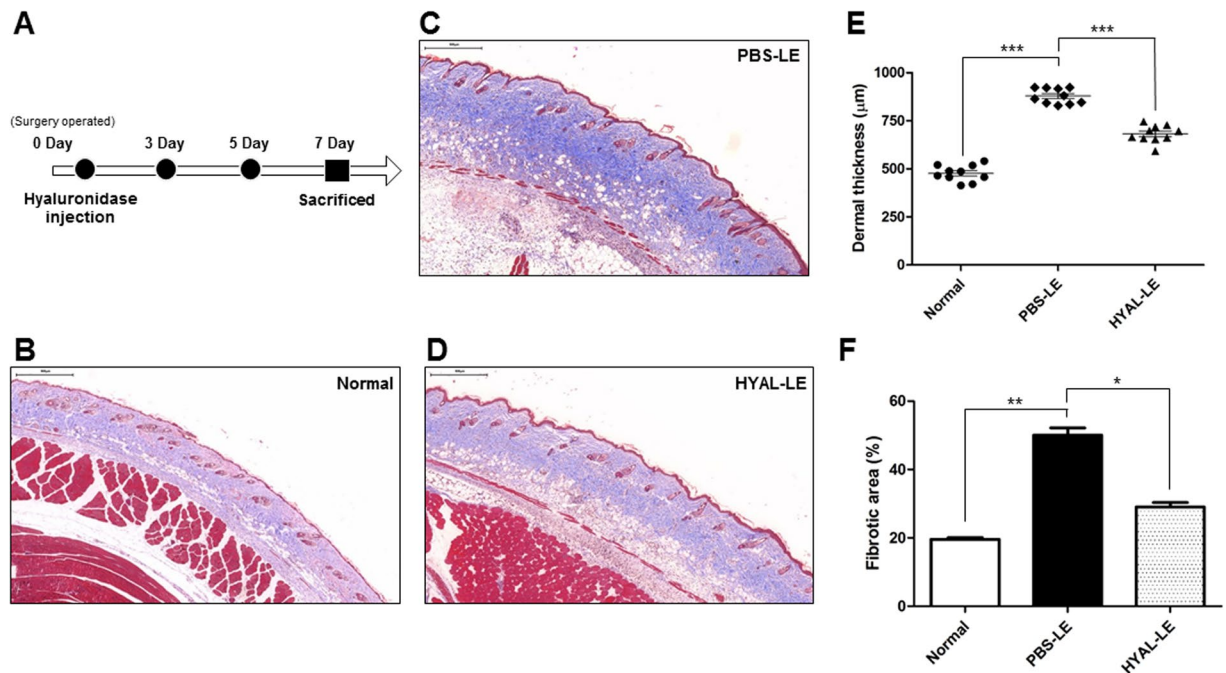 A
(Surgery operated)
0 Day 3 Day 5 Day 7 Day
Hyaluronidase
injection
Sacrificed
B
Normal
C
PBS-LE
D
HYAL-LE
E
***
***
Dermal thickness (μm)
1000
750
500
250
0
Normal
PBS-LE
HYAL-LE
F
**
*
Fibrotic area (%)
60
40
20
0
Normal
PBS-LE
HYAL-LE